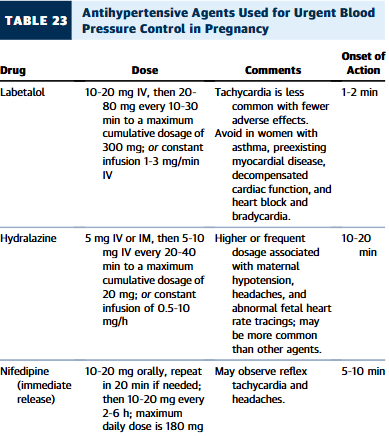 TABLE 23
Antihypertensive Agents Used for Urgent Blood
Pressure Control in Pregnancy
Drug
Dose
Comments
Onset of
Action
Labetalol
10-20 mg IV, then 20-
80 mg every 10-30
min to a maximum
cumulative dosage of
300 mg; or constant
infusion 1-3 mg/min
IV
Tachycardia is less
common with fewer
adverse effects.
Avoid in women with
asthma, preexisting
myocardial disease,
decompensated
cardiac function, and
heart block and
bradycardia.
1-2 min
Hydralazine
5 mg IV or IM, then 5-10
mg IV every 20-40
min to a maximum
cumulative dosage of
20 mg; or constant
infusion of 0.5-10
mg/h
Higher or frequent
dosage associated
with maternal
hypotension,
headaches, and
abnormal fetal heart
rate tracings; may
be more common
than other agents.
10-20
min
Nifedipine
(immediate
release)
10-20 mg orally, repeat
in 20 min if needed;
then 10-20 mg every
2-6 h; maximum
daily dose is 180 mg
May observe reflex
tachycardia and
headaches.
5-10 min